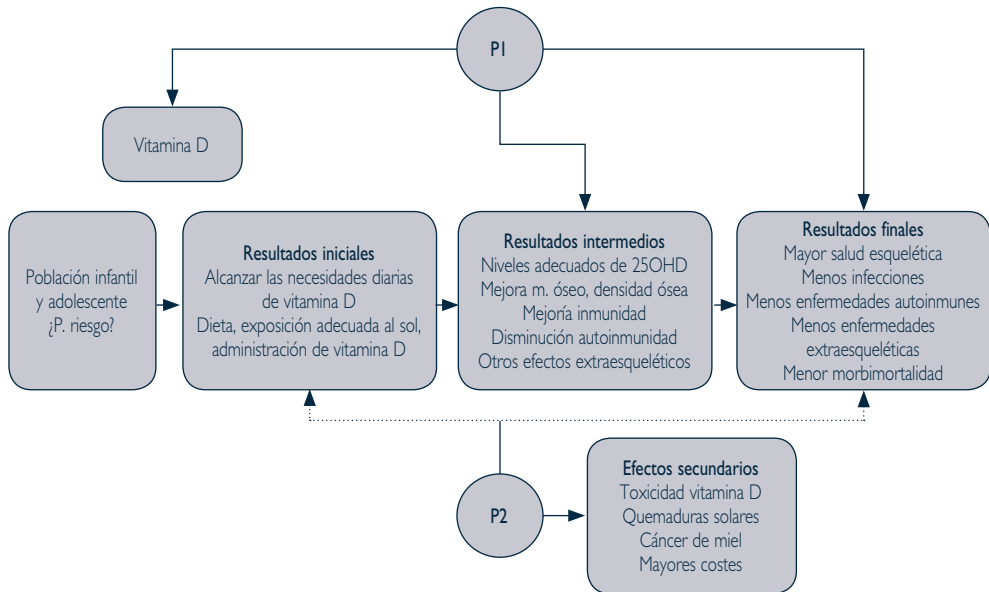 P1
Vitamina D
Población infantil
y adolescente
¿P. riesgo?
Resultados iniciales
Alcanzar las necesidades diarias
de vitamina D
Dieta, exposición adecuada al sol,
administración de vitamina D
Resultados intermedios
Niveles adecuados de 25OHD
Mejora m. óseo, densidad ósea
Mejoría inmunidad
Disminución autoinmunidad
Otros efectos extraesqueléticos
Resultados finales
Mayor salud esquelética
Menos infecciones
Menos enfermedades autoinmunes
Menos enfermedades
extraesqueléticas
Menor morbimortalidad
P2
Efectos secundarios
Toxicidad vitamina D
Quemaduras solares
Cáncer de miel
Mayores costes